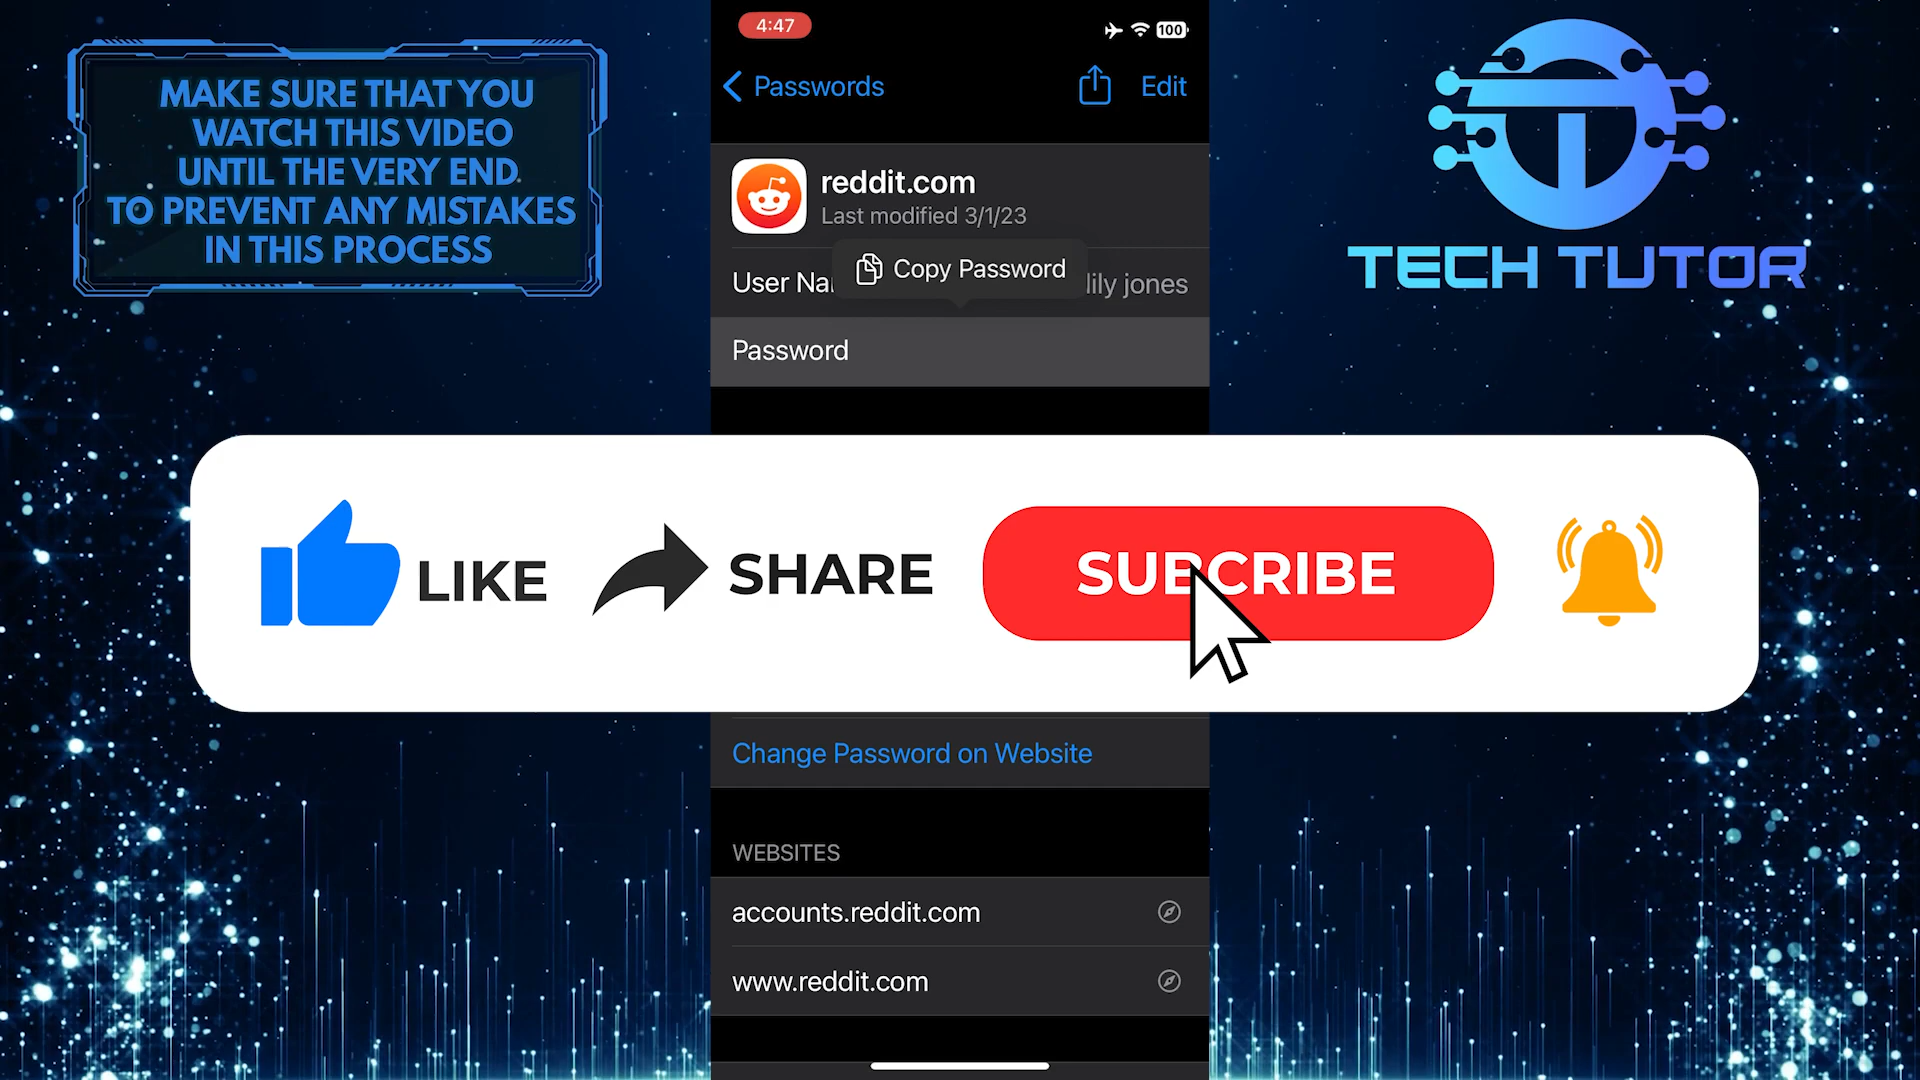 MAKE SURE THAT YOU
WATCH THIS VIDEO
UNTIL THE VERY END
TO PREVENT ANY MISTAKES
IN THIS PROCESS
4:47
100
Passwords
Edit
reddit.com
Last modified 3/1/23
Copy Password
User Na
lily jones
Password
TECH TUTOR
LIKE
SHARE
SUBCRIBE
Change Password on Website
WEBSITES
accounts.reddit.com
www.reddit.com